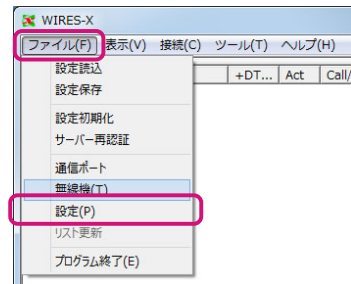 WIRES-X
ファイル(F) 表示(V) 接続(C) ツール(T) ヘルプ(H)
+DT... Act Call/
設定読込
設定保存
設定初期化
サーバー再認証
通信ポート
無線機(T)
設定(P)
リスト更新
プログラム終了(E)